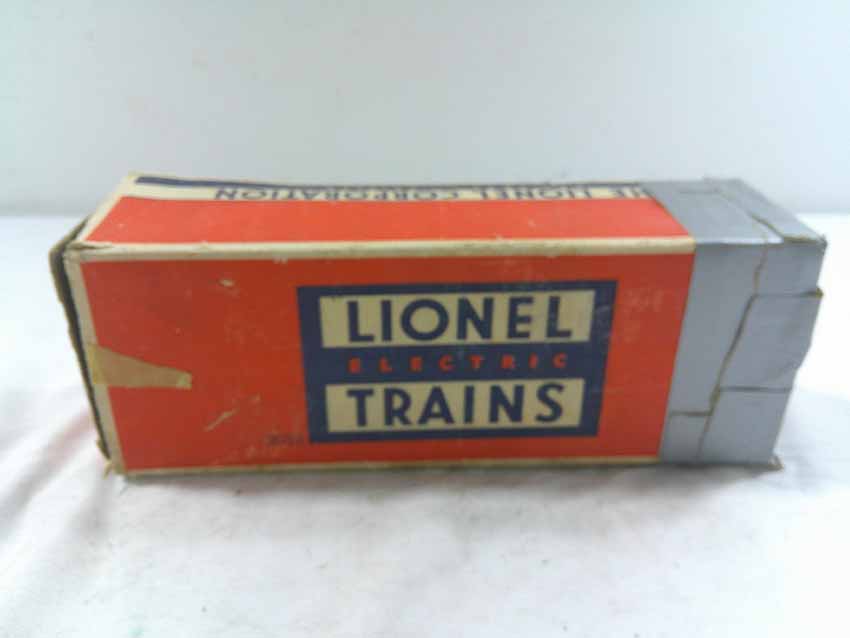 THE LIONEL CORPORATION
LIONEL
ELECTRIC
TRAINS